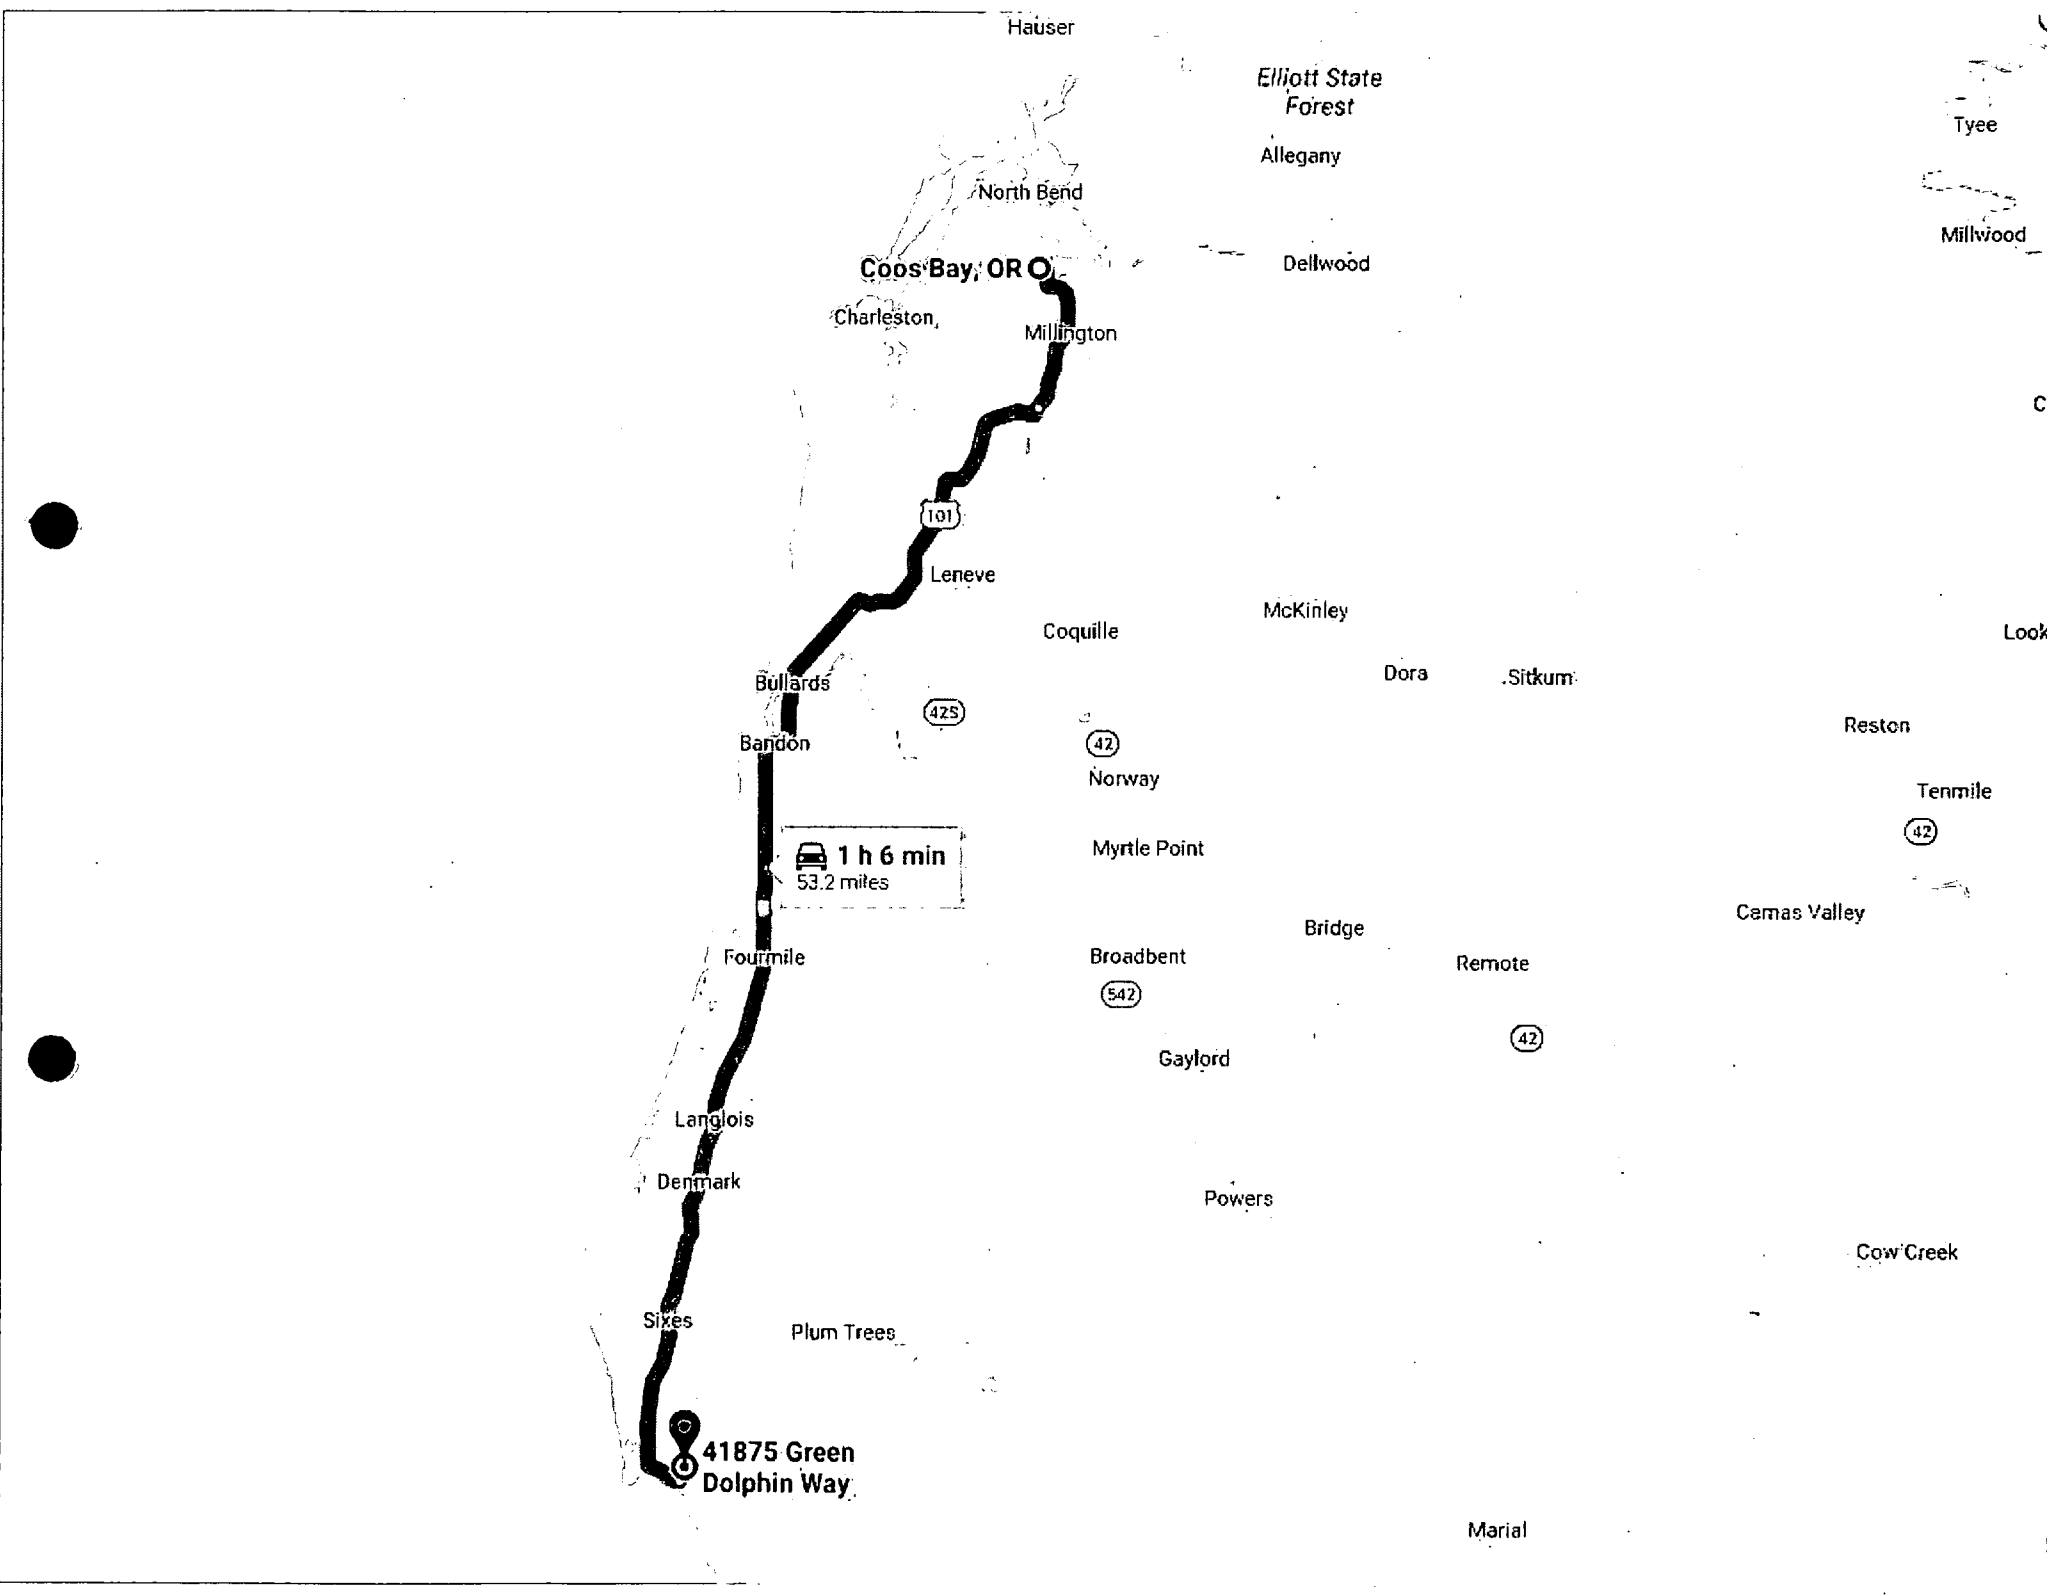 Hauser
Elliott State
Forest
Tyee
Allegany
North Bend
Millwood
Coos Bay, OR
Dellwood
Charleston
Millington
101
Leneve
McKinley
Coquille
Look
Dora
Sitkum
Bullards
42S
Reston
Bandon
42
Norway
Tenmile
42
1 h 6 min
53.2 miles
Myrtle Point
Camas Valley
Bridge
Fourmile
Broadbent
Remote
542
42
Gaylord
Langlois
Denmark
Powers
Cow Creek
Sixes
Plum Trees
41875 Green
Dolphin Way
Marial